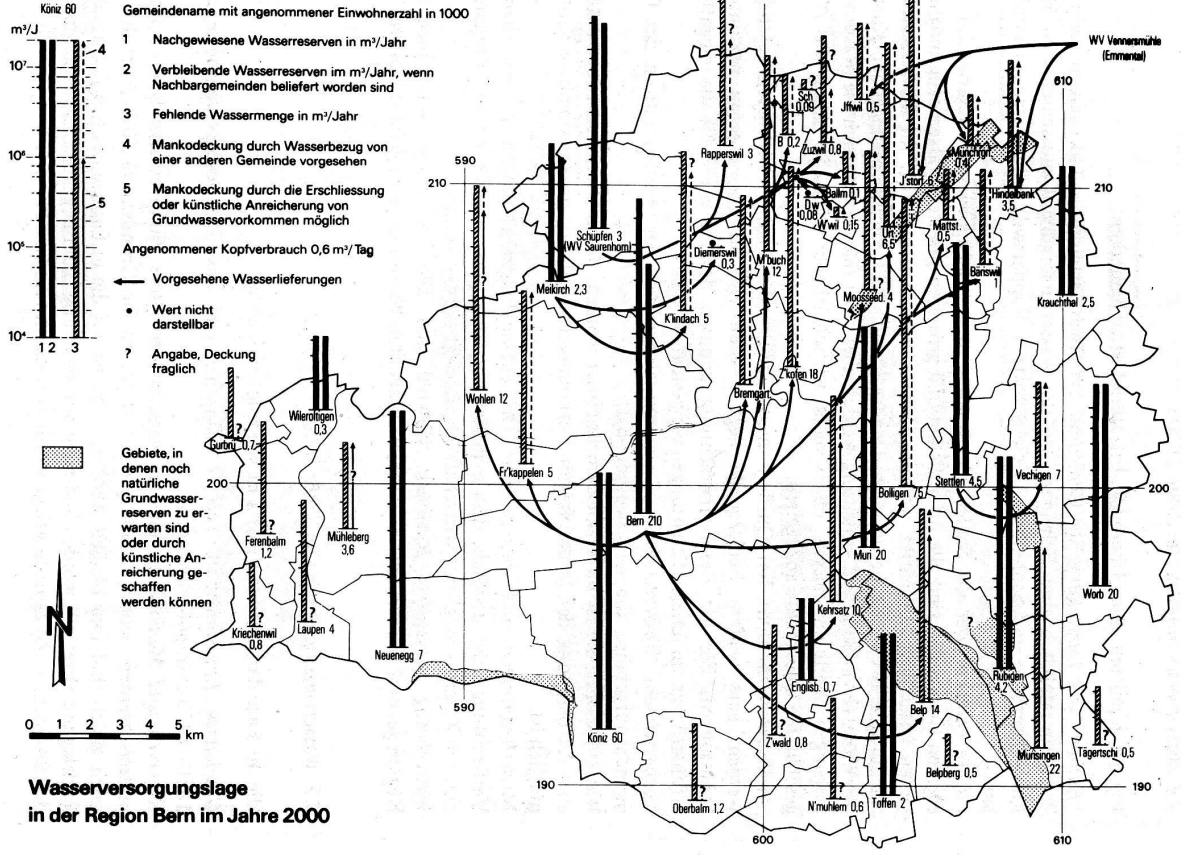 Köniz 60
m³/J
Gemeindename mit angenommener Einwohnerzahl in 1000
1 Nachgewiesene Wasserreserven in m³/Jahr
2 Verbleibende Wasserreserven im m³/Jahr, wenn
Nachbargemeinden beliefert worden sind
3 Fehlende Wassermenge in m³/Jahr
4 Mankodeckung durch Wasserbezug von
einer anderen Gemeinde vorgesehen
5 Mankodeckung durch die Erschliessung
oder künstliche Anreicherung von
Grundwasservorkommen möglich
Angenommener Kopfverbrauch 0,6 m³/Tag
Vorgesehene Wasserlieferungen
Wert nicht
darstellbar
? Angabe, Deckung
fraglich
10⁷
10⁶
10⁵
10⁴
4
5
1 2 3
Gebiete, in
denen noch
natürliche
Grundwasser-
reserven zu er-
warten sind
oder durch
künstliche An-
reicherung ge-
schaffen
werden können
N
0 1 2 3 4 5 km
Wasserversorgungslage
in der Region Bern im Jahre 2000
WV Vennersmühle
(Emmental)
610
590
210
210
Sch
0,09
Jffwil 0,5
B 0,2
Zuzwil 0,8
Rapperswil 3
Münchrgn.
0,4
J'storf 6
Hindelbank
3,5
Ballm 0,1
D.w
0,08
W'wil 0,15
Urt.
6,5
Mattst.
0,5
Schüpfen 3
(WV Saurenhorn)
Diemerswil
0,3
M'buch
12
Bäriswil
1
Meikirch 2,3
Moosseed. 4
Krauchthal 2,5
K'lindach 5
Z'kofen 18
Bremgart.
Wohlen 12
Wileroltigen
0,3
Gurbrü 0,7
Fr'kappelen 5
Stettlen 4,5
Vechigen 7
200
200
Bolligen 75
Bern 210
Ferenbalm
1,2
Mühleberg
3,6
Muri 20
Worb 20
Kehrsatz 10
Kriechenwil
0,8
Laupen 4
Neuenegg 7
Rubigen
4,2
Englisb. 0,7
Belp 14
590
Köniz 60
Z'wald 0,8
Münsingen
22
Tägertschi 0,5
Belpberg 0,5
190
190
Oberbalm 1,2
N'muhlern 0,6
Toffen 2
600
610